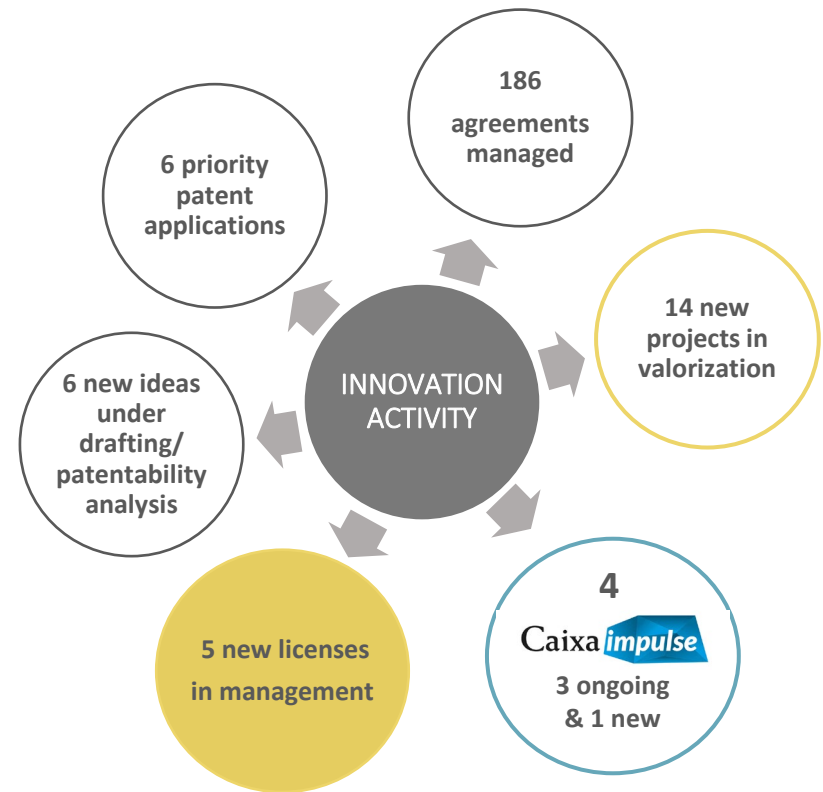 186
agreements
managed
6 priority
patent
applications
14 new
projects in
valorization
INNOVATION
ACTIVITY
6 new ideas
under
drafting/
patentability
analysis
4
Caixa impulse
3 ongoing
& 1 new
5 new licenses
in management